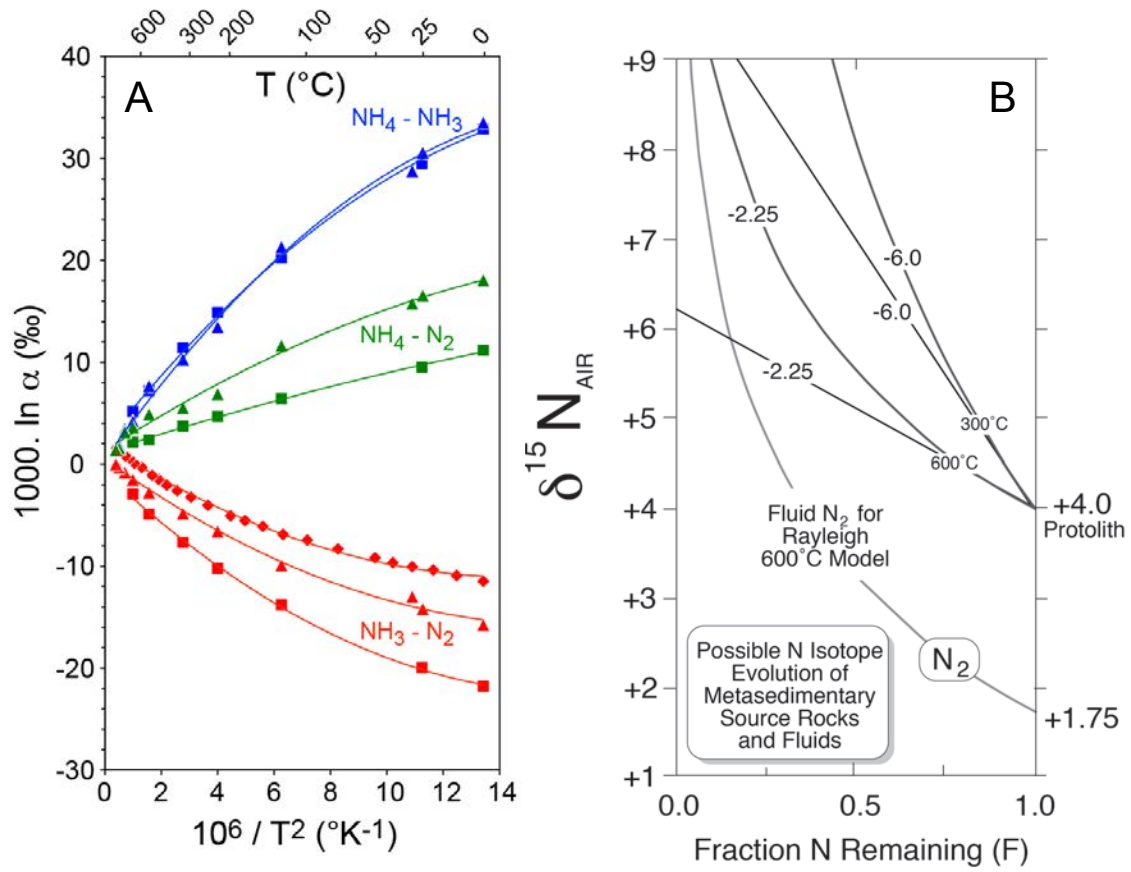 600
300
200
100
50
25
0
T (°C)
A
40
30
20
10
0
-10
-20
-30
1000. ln α (‰)
NH4 - NH3
NH4 - N2
NH3 - N2
0
2
4
6
8
10
12
14
10⁶ / T² (°K⁻¹)
B
+9
+8
+7
+6
+5
+4
+3
+2
+1
δ¹⁵NAIR
-2.25
-6.0
-6.0
-2.25
300°C
600°C
+4.0
Protolith
Fluid N2 for
Rayleigh
600°C Model
N2
+1.75
Possible N Isotope
Evolution of
Metasedimentary
Source Rocks
and Fluids
0.0
0.5
1.0
Fraction N Remaining (F)